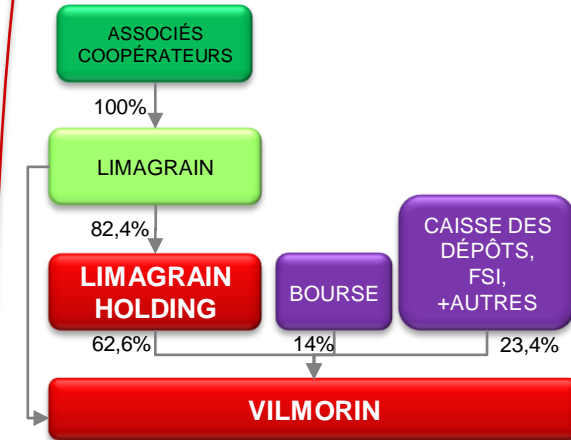 ASSOCIÉS
COOPÉRATEURS
100%
LIMAGRAIN
82,4%
LIMAGRAIN
HOLDING
BOURSE
CAISSE DES
DÉPÔTS,
FSI,
+AUTRES
62,6%
14%
23,4%
VILMORIN